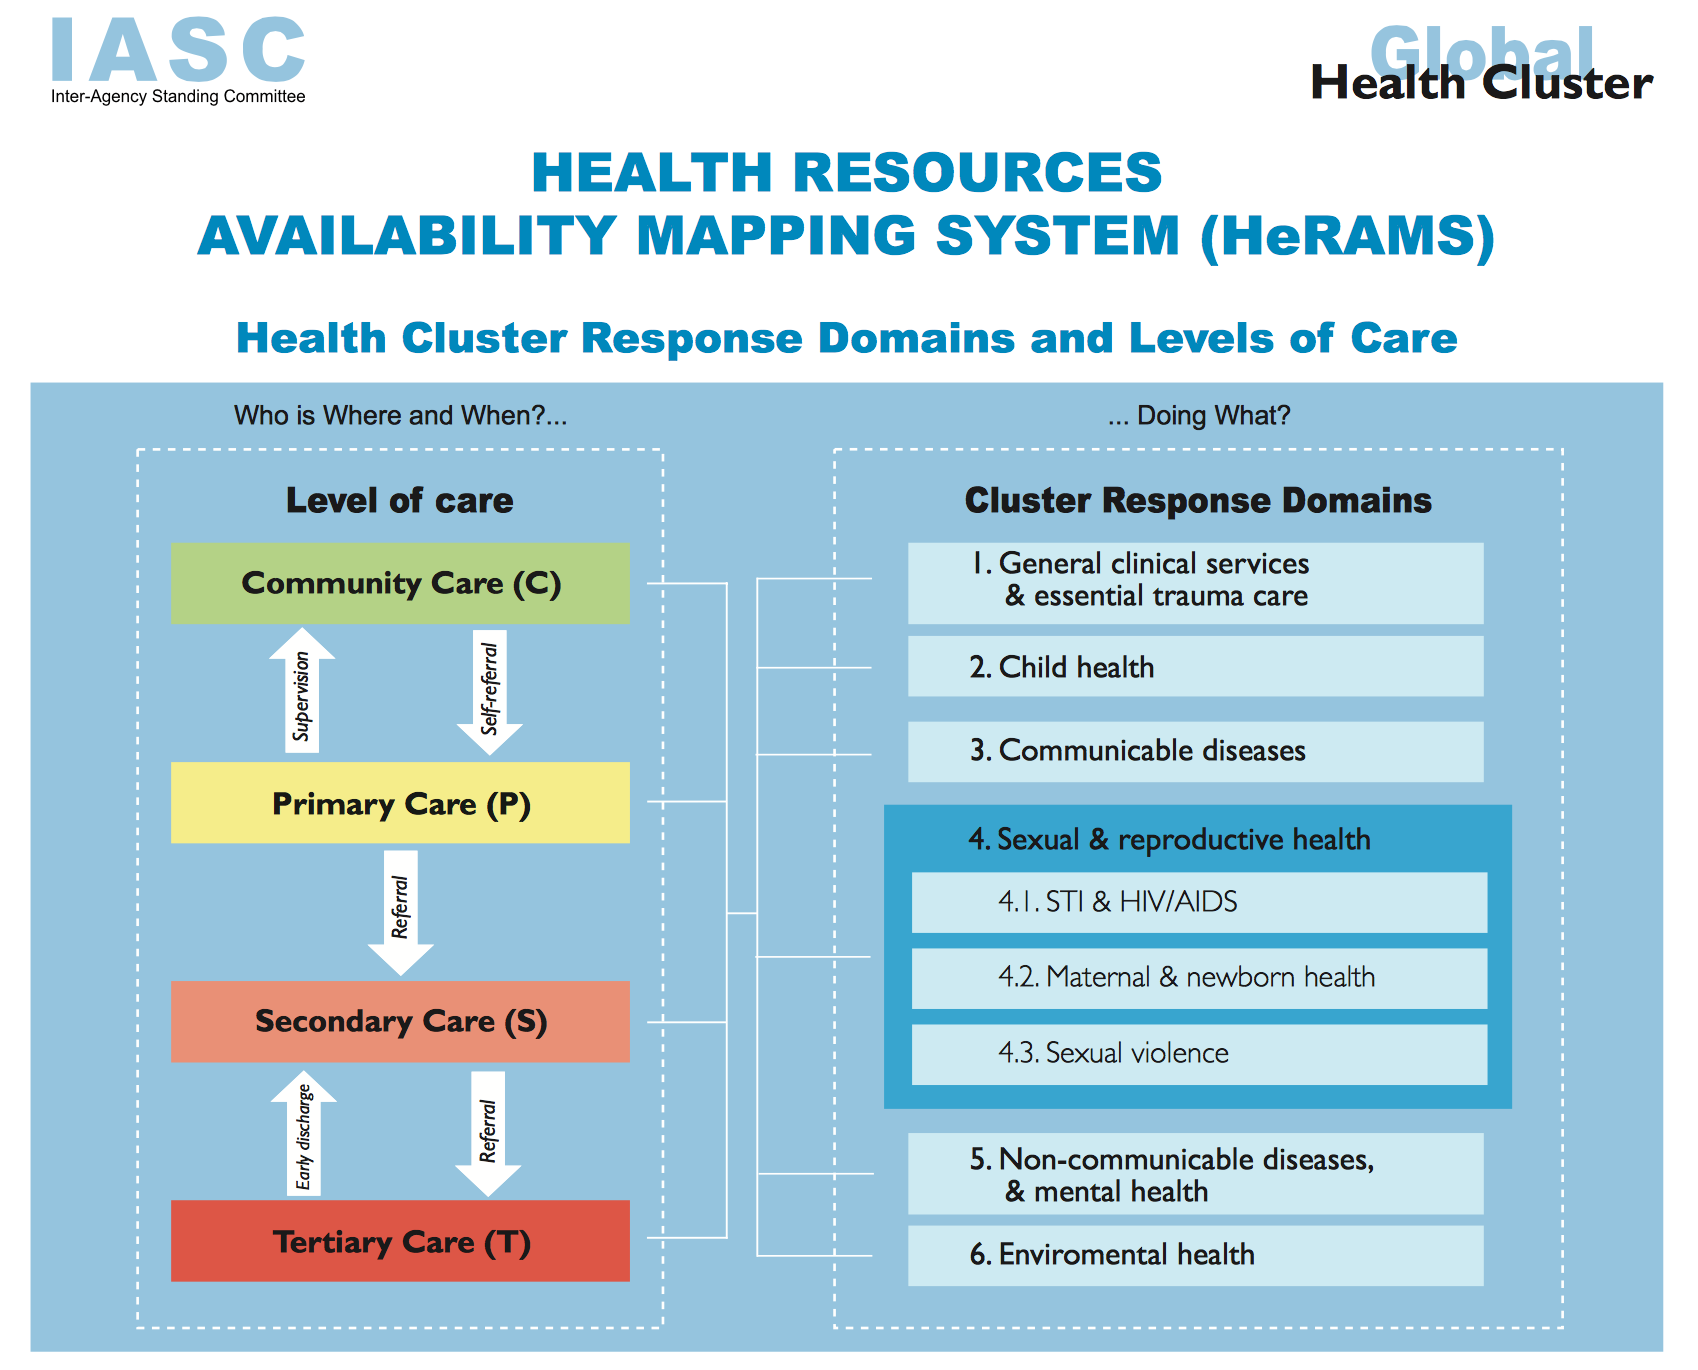 IASC
Inter-Agency Standing Committee
Global
Health Cluster
HEALTH RESOURCES
AVAILABILITY MAPPING SYSTEM (HeRAMS)
Health Cluster Response Domains and Levels of Care
Who is Where and When?...
Level of care
Community Care (C)
Supervision
Self-referral
Primary Care (P)
Referral
Secondary Care (S)
Early discharge
Referral
Tertiary Care (T)
... Doing What?
Cluster Response Domains
1. General clinical services
& essential trauma care
2. Child health
3. Communicable diseases
4. Sexual & reproductive health
4.1. STI & HIV/AIDS
4.2. Maternal & newborn health
4.3. Sexual violence
5. Non-communicable diseases,
& mental health
6. Enviromental health